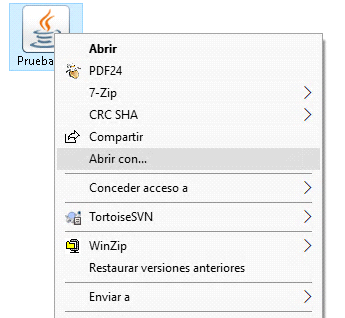 Prueba
Abrir
PDF24
7-Zip
CRC SHA
Compartir
Abrir con...
Conceder acceso a
TortoiseSVN
WinZip
Restaurar versiones anteriores
Enviar a